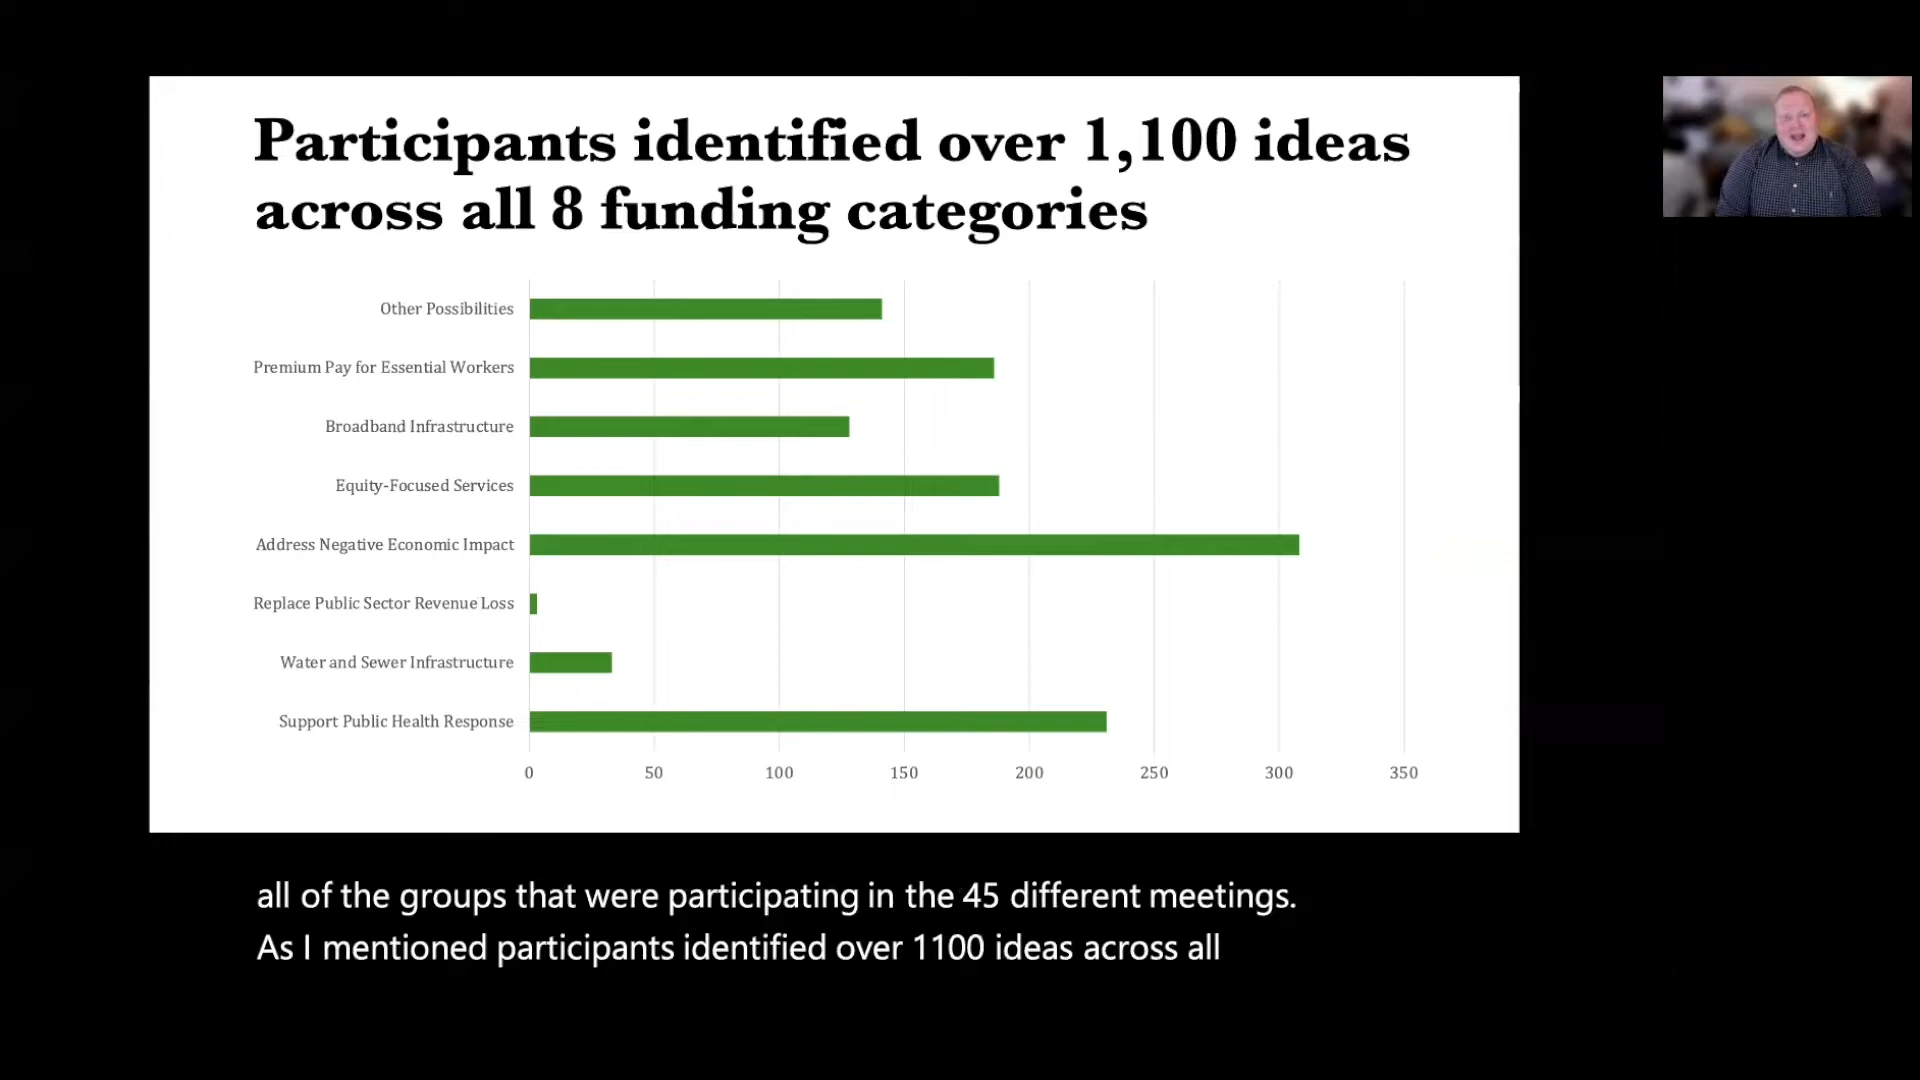 Participants identified over 1,100 ideas
across all 8 funding categories
Other Possibilities
Premium Pay for Essential Workers
Broadband Infrastructure
Equity-Focused Services
Address Negative Economic Impact
Replace Public Sector Revenue Loss
Water and Sewer Infrastructure
Support Public Health Response
0 50 100 150 200 250 300 350
all of the groups that were participating in the 45 different meetings.
As I mentioned participants identified over 1100 ideas across all